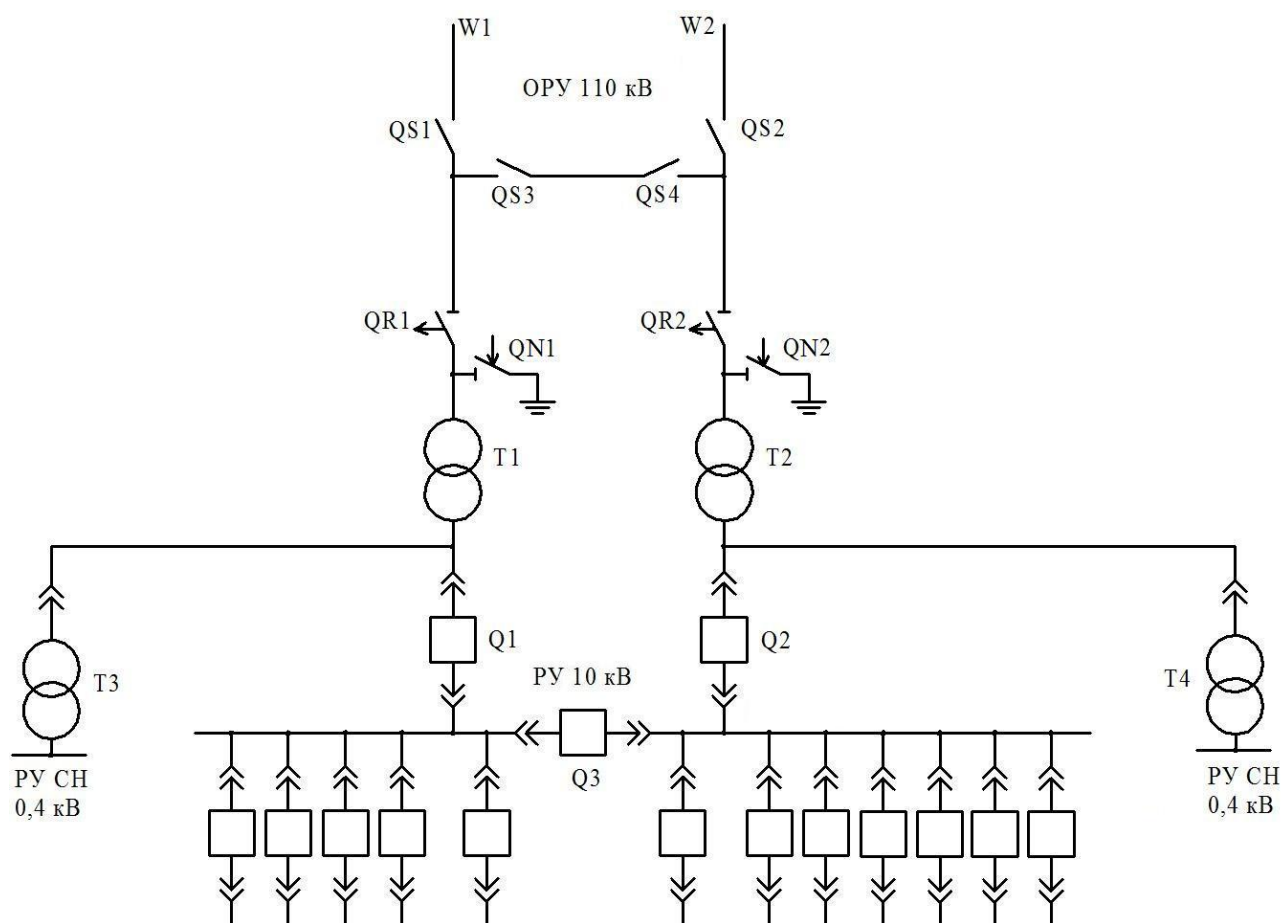 W1
W2
ОРУ 110 кВ
QS1
QS2
QS3
QS4
QR1
QN1
QR2
QN2
T1
T2
Q1
Q2
T3
T4
РУ 10 кВ
Q3
РУ СН
0,4 кВ
РУ СН
0,4 кВ